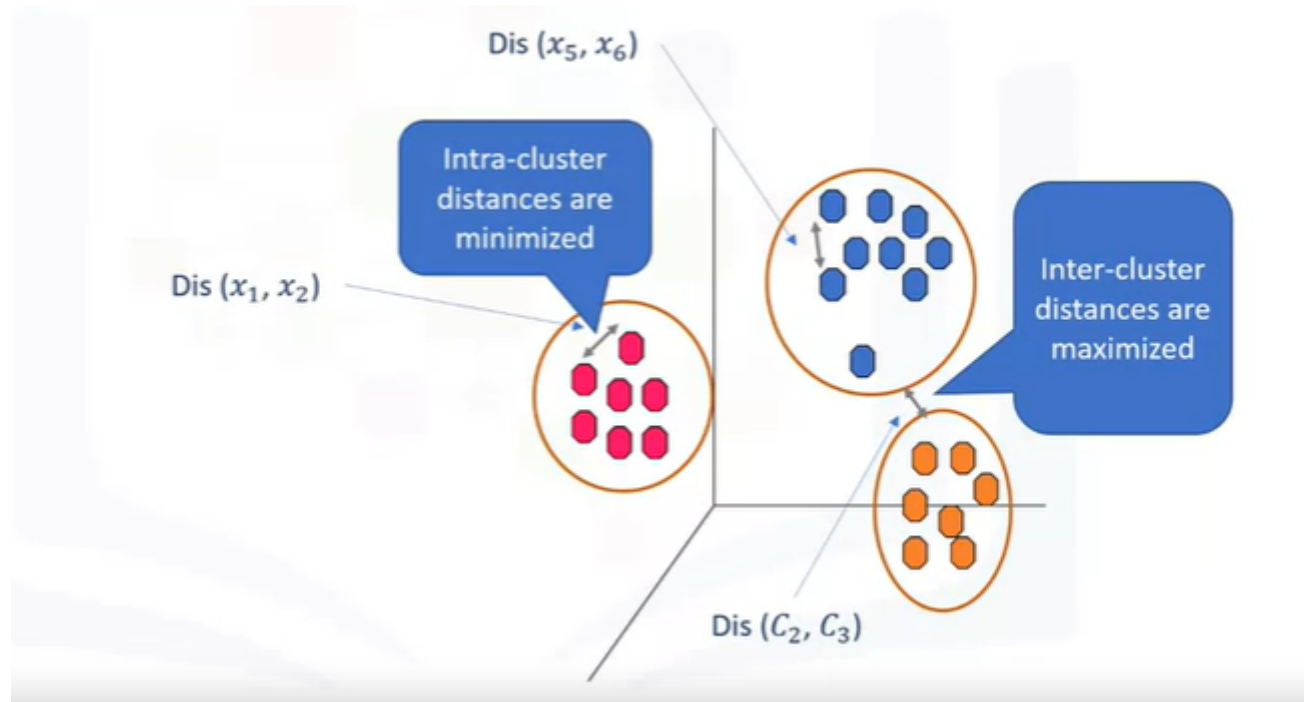 Dis (𝑥₅, 𝑥₆)
Intra-cluster
distances are
minimized
Dis (𝑥₁, 𝑥₂)
Inter-cluster
distances are
maximized
Dis (𝐶₂, 𝐶₃)